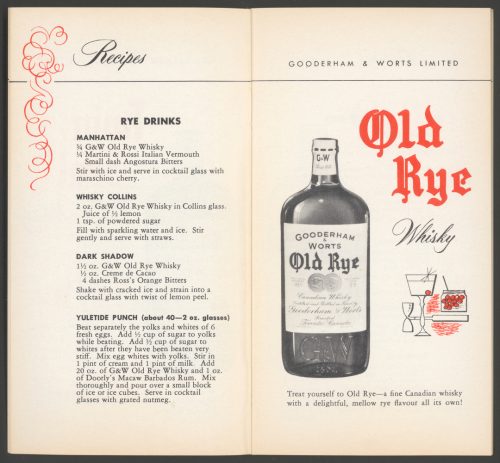 Recipes
RYE DRINKS
MANHATTAN
¾ G&W Old Rye Whisky
¼ Martini & Rossi Italian Vermouth
Small dash Angostura Bitters
Stir with ice and serve in cocktail glass with
maraschino cherry.
WHISKY COLLINS
2 oz. G&W Old Rye Whisky in Collins glass.
Juice of ½ lemon
1 tsp. of powdered sugar
Fill with sparkling water and ice. Stir
gently and serve with straws.
DARK SHADOW
1½ oz. G&W Old Rye Whisky
½ oz. Creme de Cacao
4 dashes Ross's Orange Bitters
Shake with cracked ice and strain into a
cocktail glass with twist of lemon peel.
YULETIDE PUNCH (about 40—2 oz. glasses)
Beat separately the yolks and whites of 6
fresh eggs. Add ½ cup of sugar to yolks
while beating. Add ½ cup of sugar to
whites after they have been beaten very
stiff. Mix egg whites with yolks. Stir in
1 pint of cream and 1 pint of milk. Add
20 oz. of G&W Old Rye Whisky and 1 oz.
of Doorly's Macaw Barbados Rum. Mix
thoroughly and pour over a small block
of ice or ice cubes. Serve in cocktail
glasses with grated nutmeg.
GOODERHAM & WORTS LIMITED
Old
Rye
Whisky
G&W
GOODERHAM
& WORTS
Old Rye
Canadian Whisky
Gooderham & Worts
Limited
Toronto Canada
G&W
Treat yourself to Old Rye—a fine Canadian whisky
with a delightful, mellow rye flavour all its own!